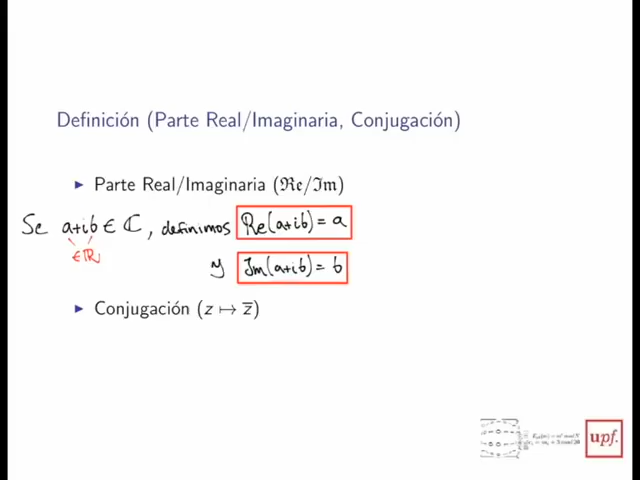 Definición (Parte Real/Imaginaria, Conjugación)
▶ Parte Real/Imaginaria (ℜe/ℑm)
Se a+ib ∈ ℂ, definimos Re(a+ib) = a
∈ℝ
y Im(a+ib) = b
▶ Conjugación (z ↦ z̅)
upf.